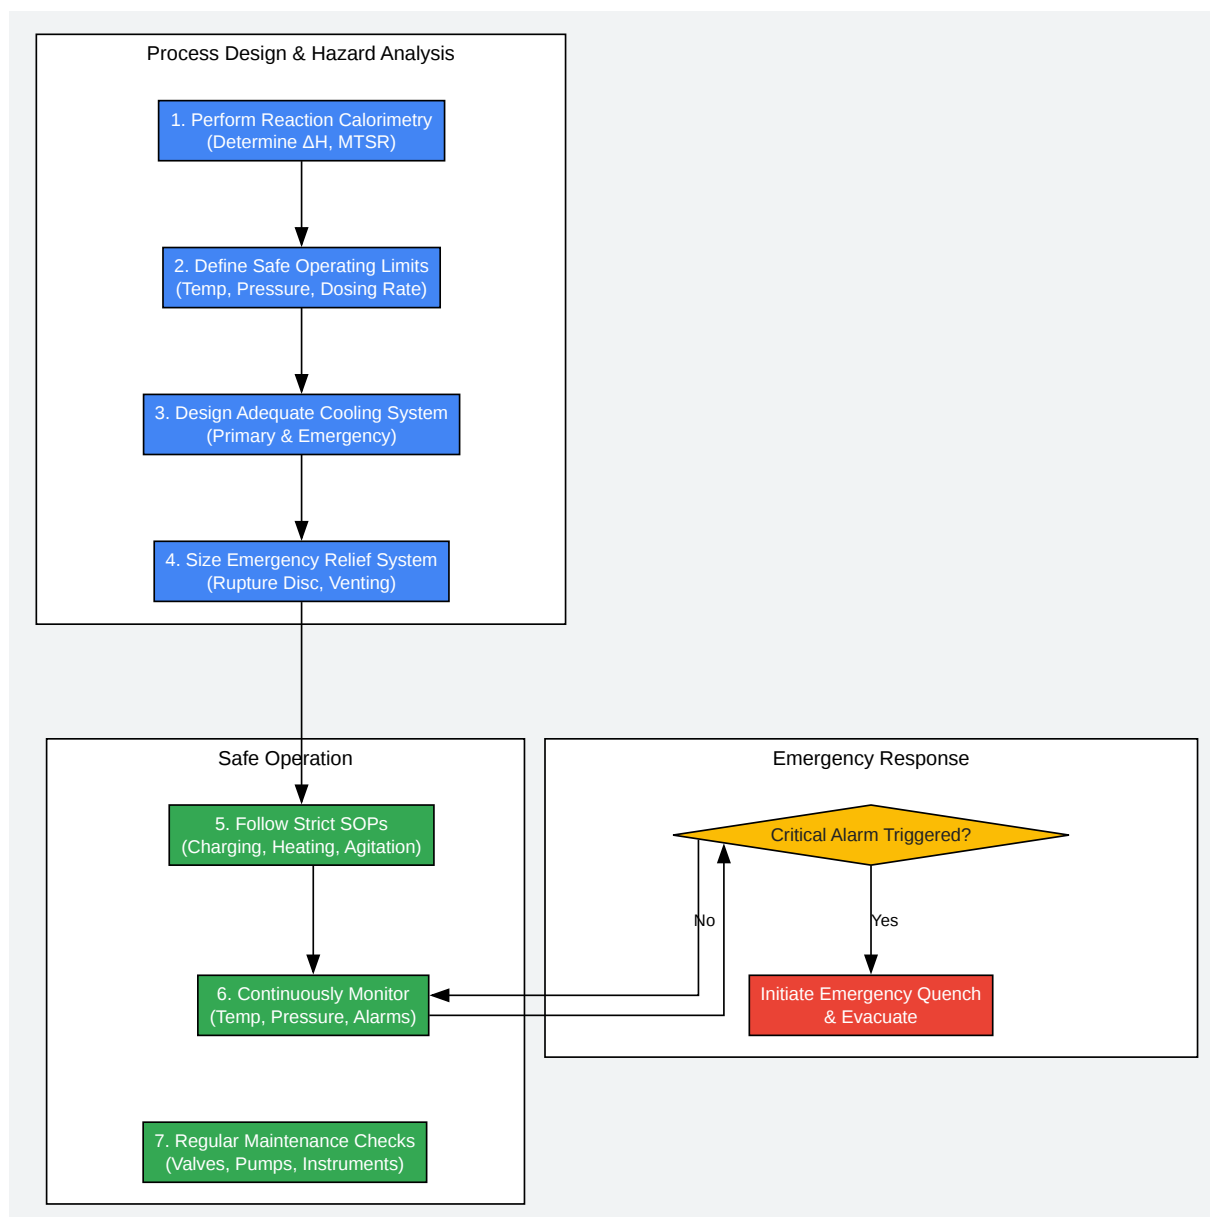 Process Design & Hazard Analysis
1. Perform Reaction Calorimetry
(Determine ΔH, MTSR)
2. Define Safe Operating Limits
(Temp, Pressure, Dosing Rate)
3. Design Adequate Cooling System
(Primary & Emergency)
4. Size Emergency Relief System
(Rupture Disc, Venting)
Safe Operation
5. Follow Strict SOPs
(Charging, Heating, Agitation)
6. Continuously Monitor
(Temp, Pressure, Alarms)
7. Regular Maintenance Checks
(Valves, Pumps, Instruments)
Emergency Response
Critical Alarm Triggered?
No
Yes
Initiate Emergency Quench
& Evacuate